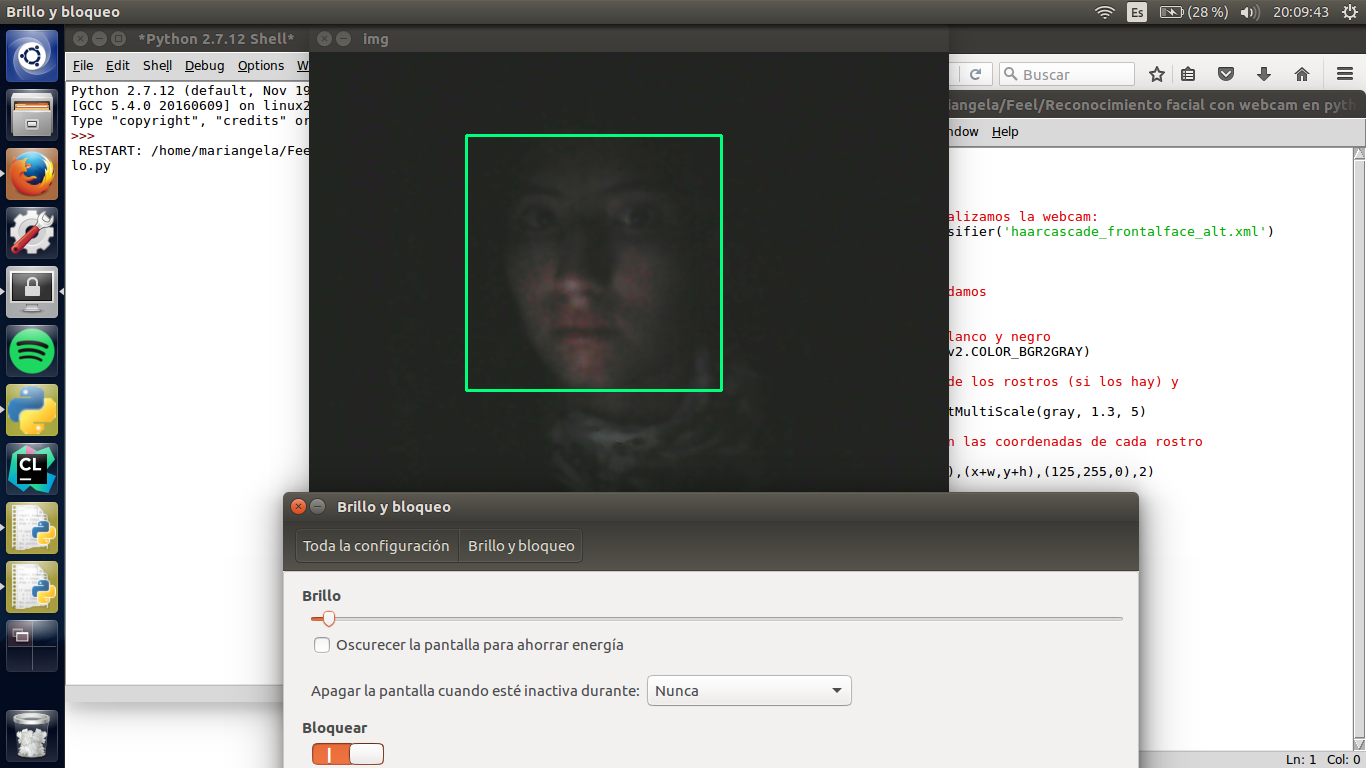 Brillo y bloqueo
Es
(28 %)
20:09:43
*Python 2.7.12 Shell*
File Edit Shell Debug Options W
Python 2.7.12 (default, Nov 19
[GCC 5.4.0 20160609] on linux2
Type "copyright", "credits" or
>>>
RESTART: /home/mariangela/Fee
lo.py
img
Buscar
iangela/Feel/Reconocimiento facial con webcam en pyth
ndow Help
alizamos la webcam:
sifier('haarcascade_frontalface_alt.xml')
damos
lanco y negro
v2.COLOR_BGR2GRAY)
de los rostros (si los hay) y
tMultiScale(gray, 1.3, 5)
n las coordenadas de cada rostro
),(x+w,y+h),(125,255,0),2)
CL
Brillo y bloqueo
Toda la configuración
Brillo y bloqueo
Brillo
Oscurecer la pantalla para ahorrar energía
Apagar la pantalla cuando esté inactiva durante: Nunca
Bloquear
Ln: 1 Col: 0